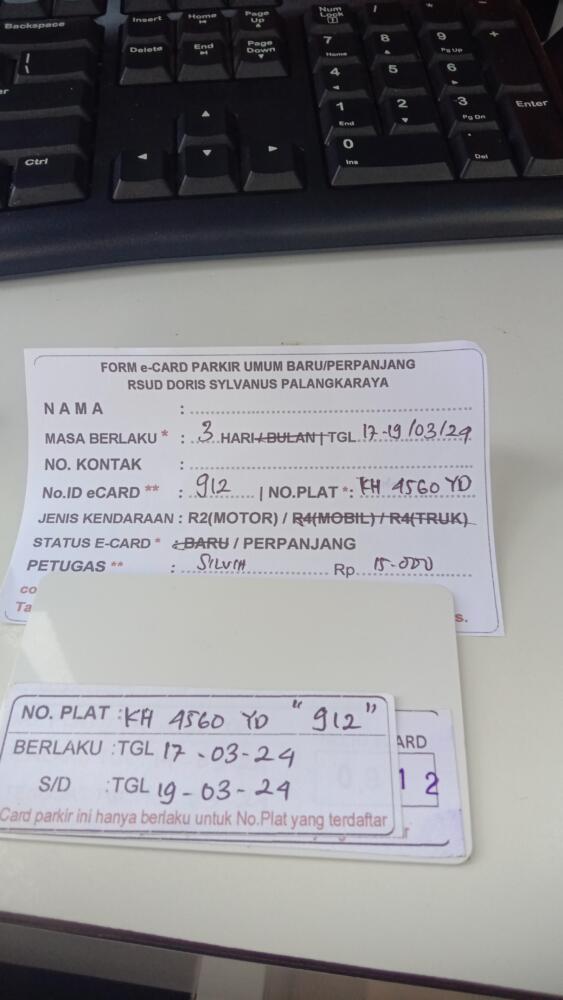 Backspace
Insert
Home
Page Up
Num Lock
/
*
-
Delete
End
Page Down
7
Home
8
9
Pg Up
+
4
5
6
1
End
2
3
Pg Dn
Enter
Ctrl
0
Ins
.
Del
FORM e-CARD PARKIR UMUM BARU/PERPANJANG
RSUD DORIS SYLVANUS PALANGKARAYA
N A M A :
MASA BERLAKU * : 3 HARI / BULAN | TGL 17-19/03/24
NO. KONTAK :
No.ID eCARD ** : 912 | NO.PLAT *: KH 4560 YD
JENIS KENDARAAN : R2(MOTOR) / R4(MOBIL) / R4(TRUK)
STATUS E-CARD * : BARU / PERPANJANG
PETUGAS ** : SILVIA Rp. 15.000
co
Ta s.
NO. PLAT : KH 4560 YD "912"
BERLAKU : TGL 17-03-24
S/D : TGL 19-03-24
Card parkir ini hanya berlaku untuk No.Plat yang terdaftar
ARD
12